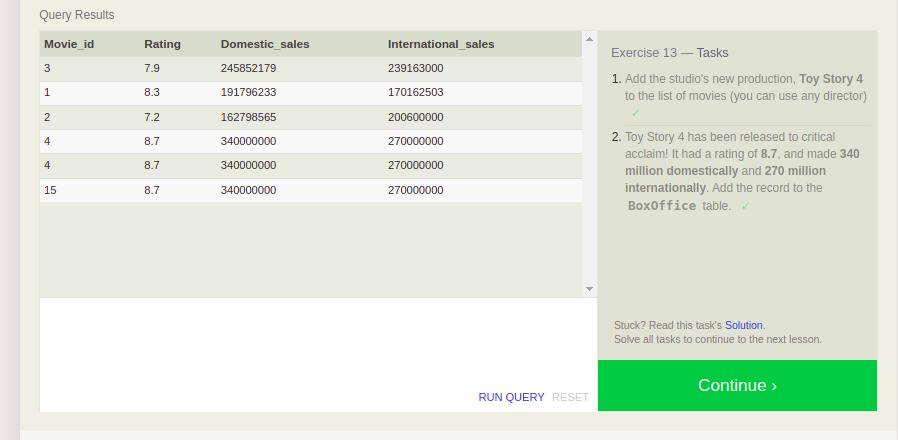 Query Results
Movie_id Rating Domestic_sales International_sales
3 7.9 245852179 239163000
1 8.3 191796233 170162503
2 7.2 162798565 200600000
4 8.7 340000000 270000000
4 8.7 340000000 270000000
15 8.7 340000000 270000000
RUN QUERY RESET
Exercise 13 — Tasks
1. Add the studio's new production, Toy Story 4
to the list of movies (you can use any director)
✓
2. Toy Story 4 has been released to critical
acclaim! It had a rating of 8.7, and made 340
million domestically and 270 million
internationally. Add the record to the
BoxOffice table. ✓
Stuck? Read this task's Solution.
Solve all tasks to continue to the next lesson.
Continue ›